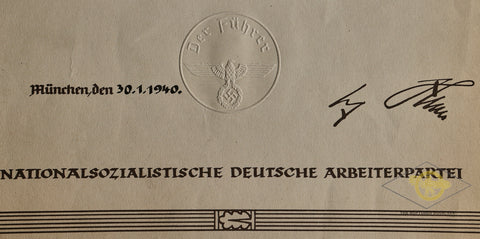 Der Führer
München, den 30.1.1940.
NATIONALSOZIALISTISCHE DEUTSCHE ARBEITERPARTEI